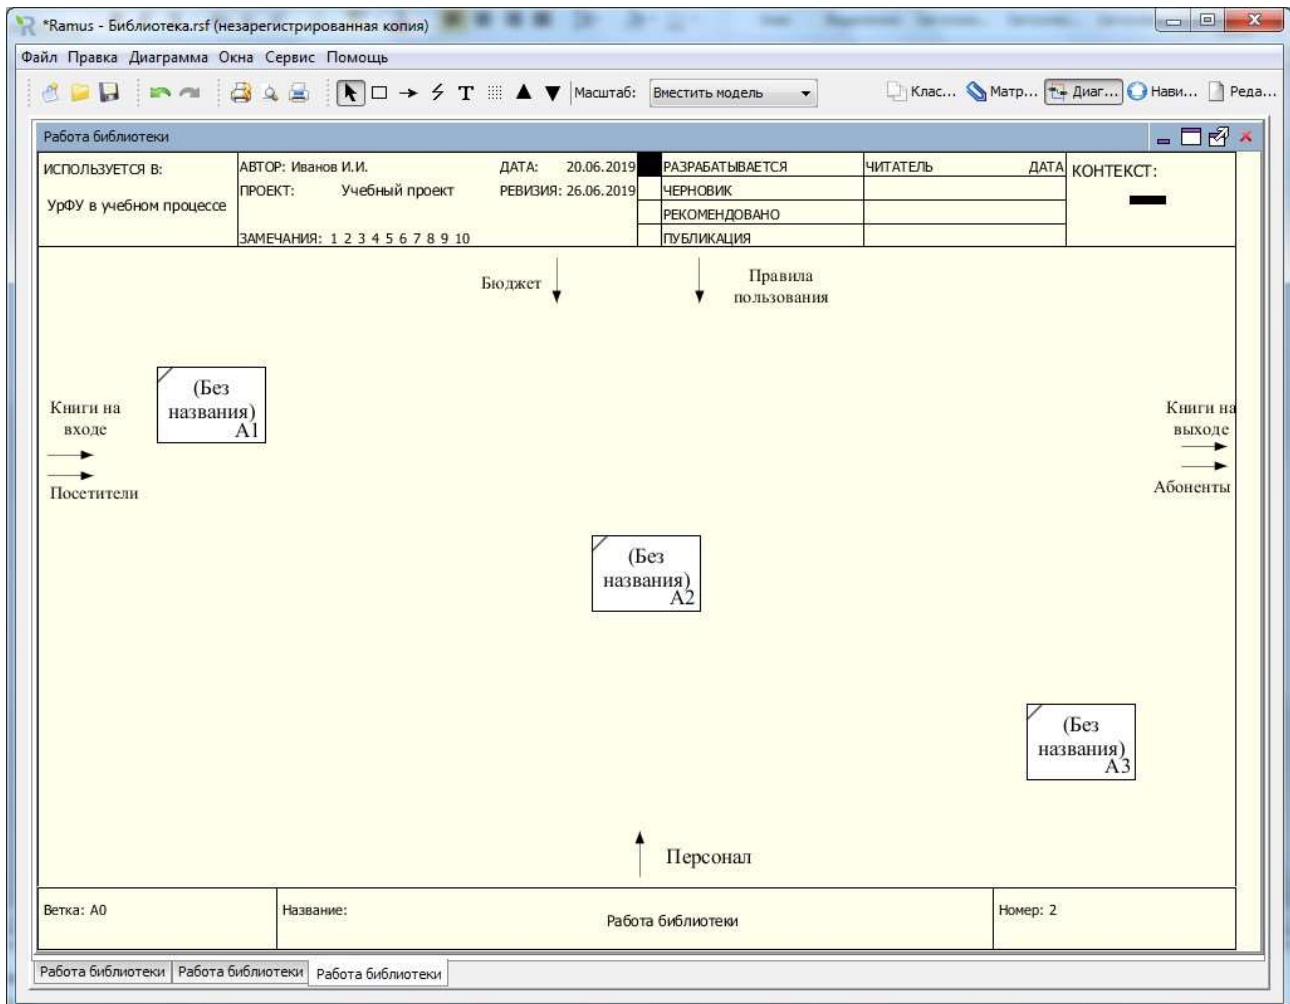 *Ramus - Библиотека.rsf (незарегистрированная копия)
Файл Правка Диаграмма Окна Сервис Помощь
T Масштаб: Вместить модель Клас... Матр... Диаг... Нави... Реда...
Работа библиотеки
ИСПОЛЬЗУЕТСЯ В: АВТОР: Иванов И.И. ДАТА: 20.06.2019 РАЗРАБАТЫВАЕТСЯ ЧИТАТЕЛЬ ДАТА КОНТЕКСТ:
ПРОЕКТ: Учебный проект РЕВИЗИЯ: 26.06.2019 ЧЕРНОВИК
УрФУ в учебном процессе
РЕКОМЕНДОВАНО
ЗАМЕЧАНИЯ: 1 2 3 4 5 6 7 8 9 10 ПУБЛИКАЦИЯ
Бюджет
Правила
пользования
(Без
названия)
A1
Книги на
входе
Посетители
Книги на
выходе
Абоненты
(Без
названия)
A2
(Без
названия)
A3
Персонал
Ветка: A0 Название: Работа библиотеки Номер: 2
Работа библиотеки Работа библиотеки Работа библиотеки